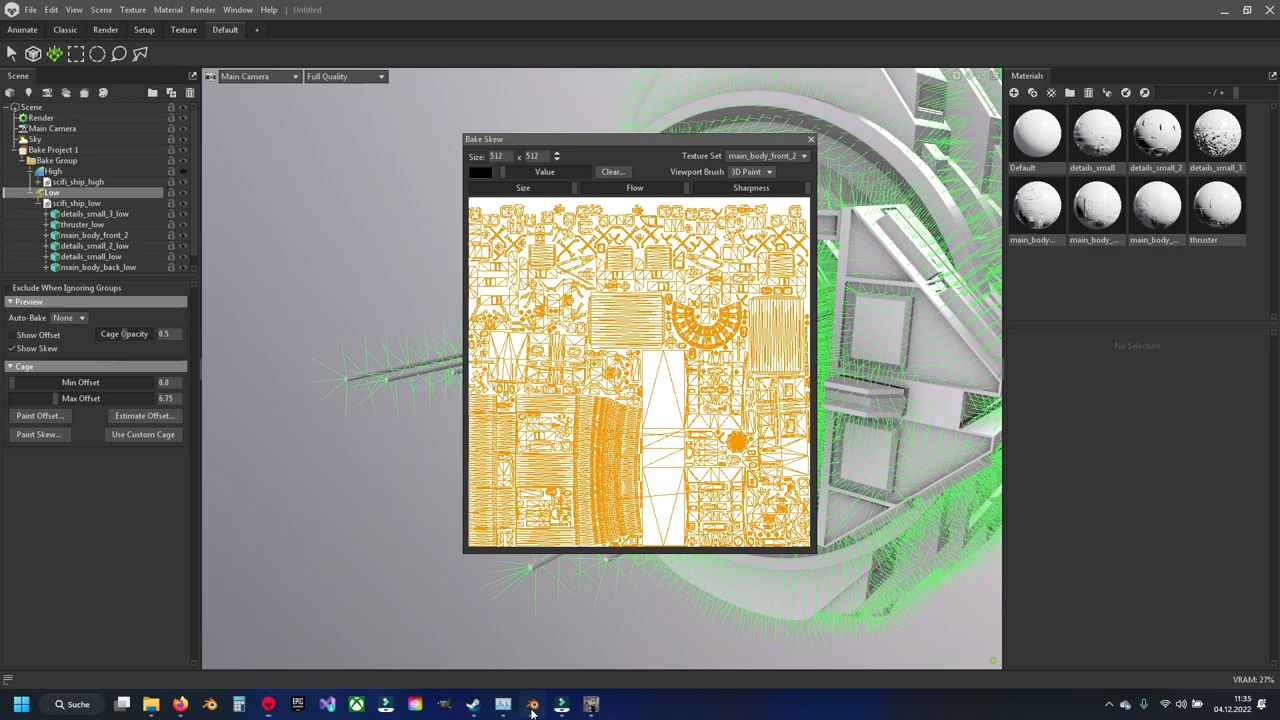 File Edit View Scene Texture Material Render Window Help Untitled
Animate Classic Render Setup Texture Default +
Scene
Main Camera Full Quality
Materials
Scene
Render
Main Camera
Sky
Bake Project 1
Bake Group
High
scifi_ship_high
Low
scifi_ship_low
details_small_3_low
thruster_low
main_body_front_2
details_small_2_low
details_small_low
main_body_back_low
Exclude When Ignoring Groups
Preview
Auto-Bake None
Show Offset Cage Opacity 0.5
Show Skew
Cage
Min Offset 0.0
Max Offset 6.75
Paint Offset... Estimate Offset...
Paint Skew... Use Custom Cage
Bake Skew
Size: 512 x 512 Texture Set main_body_front_2
Value Clear... Viewport Brush 3D Paint
Size Flow Sharpness
- / +
Default details_small details_small_2 details_small_3
main_body... main_body_... main_body_... thruster
No Selection
VRAM: 27%
Suche
EPIC
11:35
04.12.2022